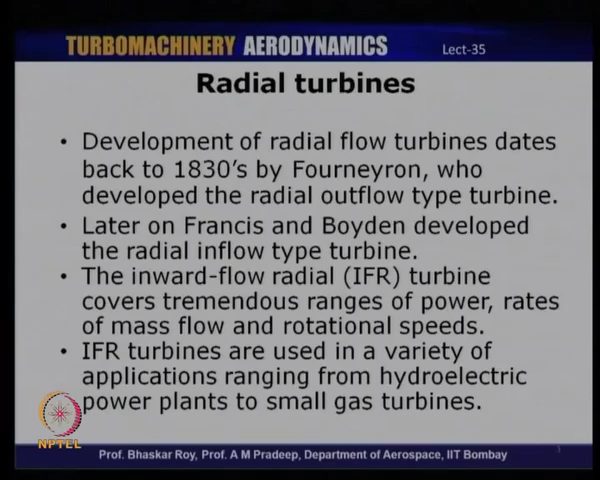 TURBOMACHINERY AERODYNAMICS Lect-35
Radial turbines
• Development of radial flow turbines dates
back to 1830's by Fourneyron, who
developed the radial outflow type turbine.
• Later on Francis and Boyden developed
the radial inflow type turbine.
• The inward-flow radial (IFR) turbine
covers tremendous ranges of power, rates
of mass flow and rotational speeds.
• IFR turbines are used in a variety of
applications ranging from hydroelectric
power plants to small gas turbines.
NPTEL
Prof. Bhaskar Roy, Prof. A M Pradeep, Department of Aerospace, IIT Bombay